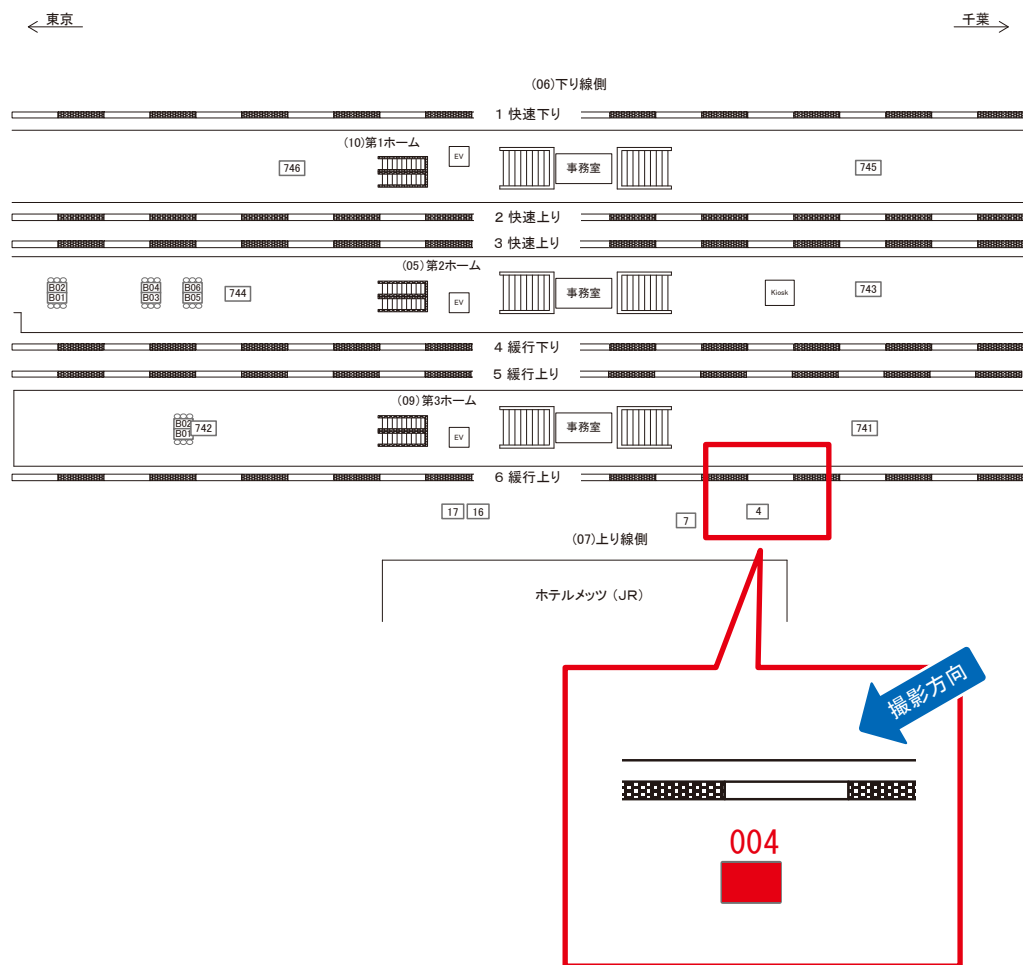 東京
千葉
(06)下り線側
1 快速下り
(10)第1ホーム
EV
746
事務室
745
2 快速上り
3 快速上り
(05)第2ホーム
B02
B01
B04
B03
B06
B05
744
EV
事務室
Kiosk
743
4 緩行下り
5 緩行上り
(09)第3ホーム
B02
B01
742
EV
事務室
741
6 緩行上り
17
16
7
4
(07)上り線側
ホテルメッツ (JR)
撮影方向
004